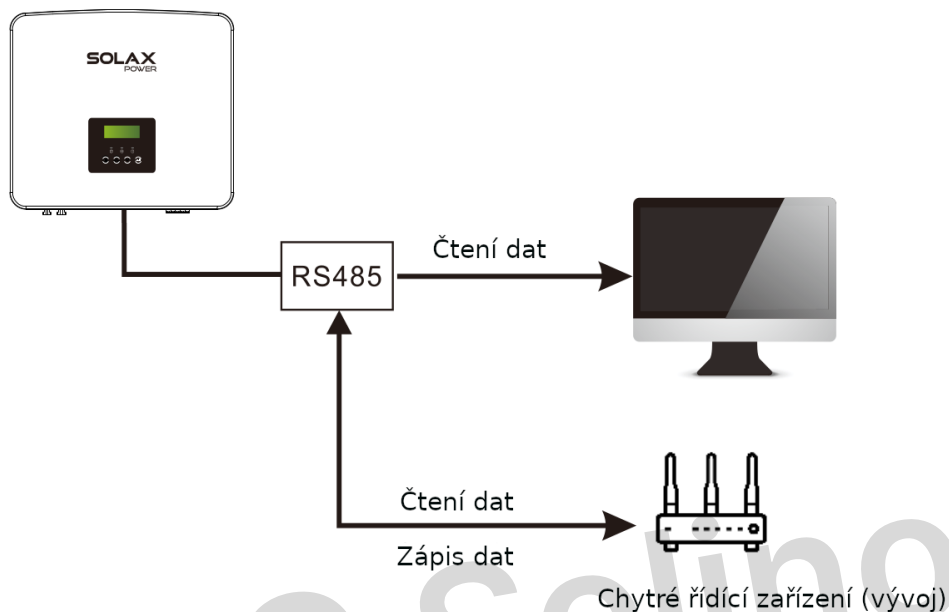 SOLAX
POWER
RS485
Čtení dat
Čtení dat
Zápis dat
Chytré řídící zařízení (vývoj)